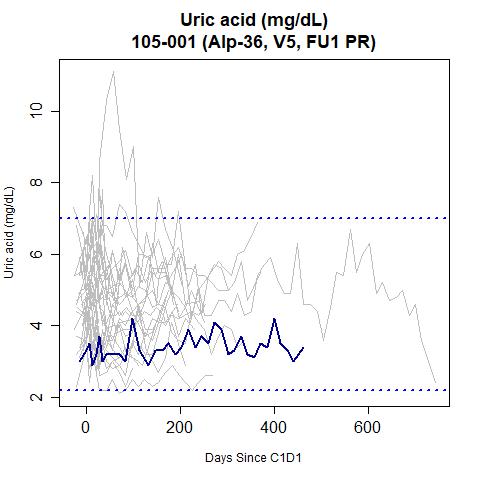 Uric acid (mg/dL)
105-001 (Alp-36, V5, FU1 PR)
Uric acid (mg/dL)
10
8
6
4
2
0
200
400
600
Days Since C1D1